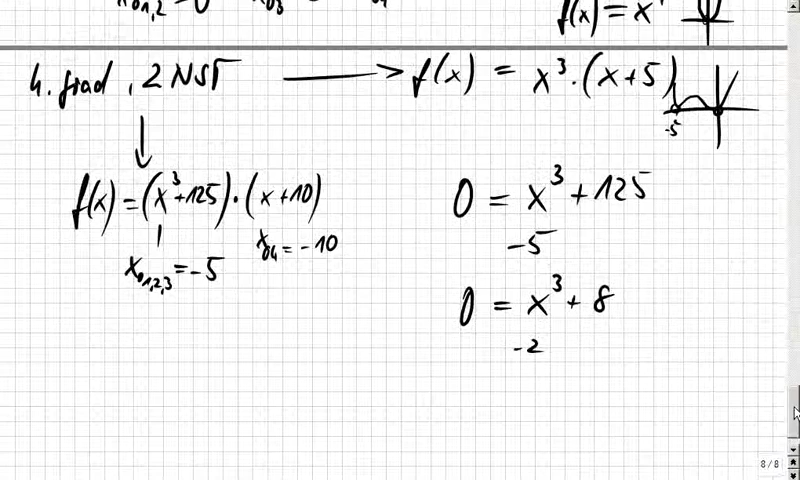 f(x) = x
4. Grad, 2 NST → f(x) = x³·(x+5)
-5
f(x) = (x³+125)·(x+10)
x₀₁,₂,₃ = -5
x₀₄ = -10
0 = x³ + 125
-5
0 = x³ + 8
-2
8/8